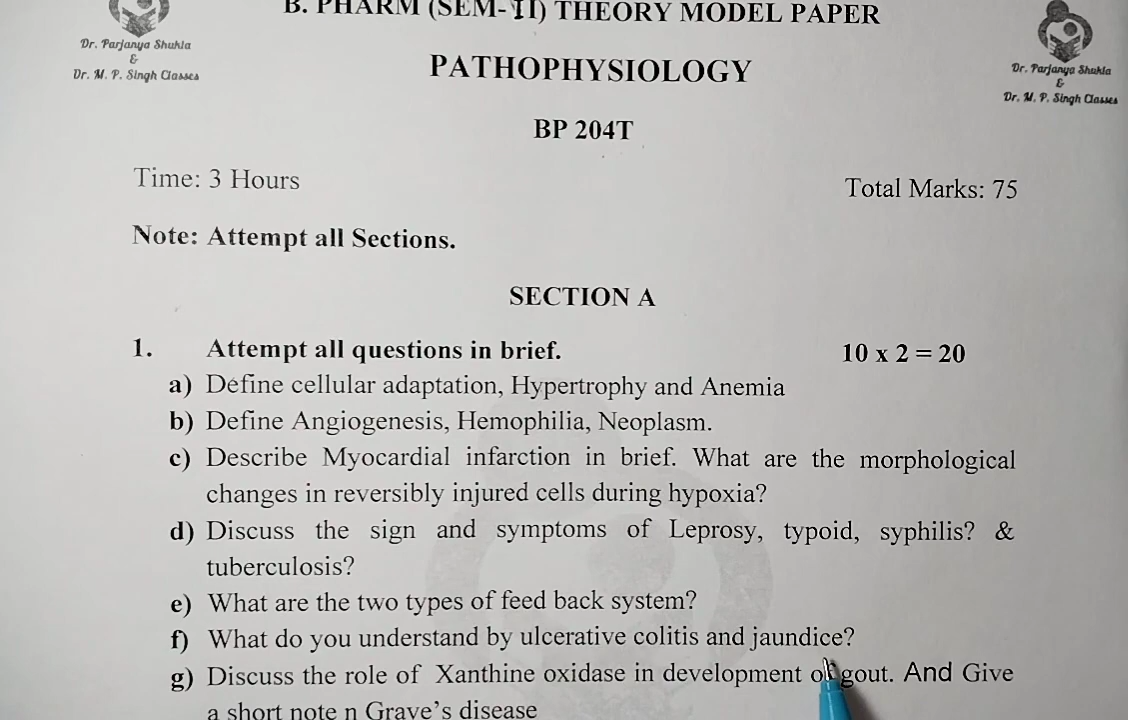 B. PHARM (SEM-II) THEORY MODEL PAPER
Dr. Parjanya Shukla
&
Dr. M. P. Singh Classes
Dr. Parjanya Shukla
&
Dr. M. P. Singh Classes
PATHOPHYSIOLOGY
BP 204T
Time: 3 Hours
Total Marks: 75
Note: Attempt all Sections.
SECTION A
1. Attempt all questions in brief. 10 x 2 = 20
a) Define cellular adaptation, Hypertrophy and Anemia
b) Define Angiogenesis, Hemophilia, Neoplasm.
c) Describe Myocardial infarction in brief. What are the morphological
changes in reversibly injured cells during hypoxia?
d) Discuss the sign and symptoms of Leprosy, typoid, syphilis? &
tuberculosis?
e) What are the two types of feed back system?
f) What do you understand by ulcerative colitis and jaundice?
g) Discuss the role of Xanthine oxidase in development of gout. And Give
a short note n Grave's disease